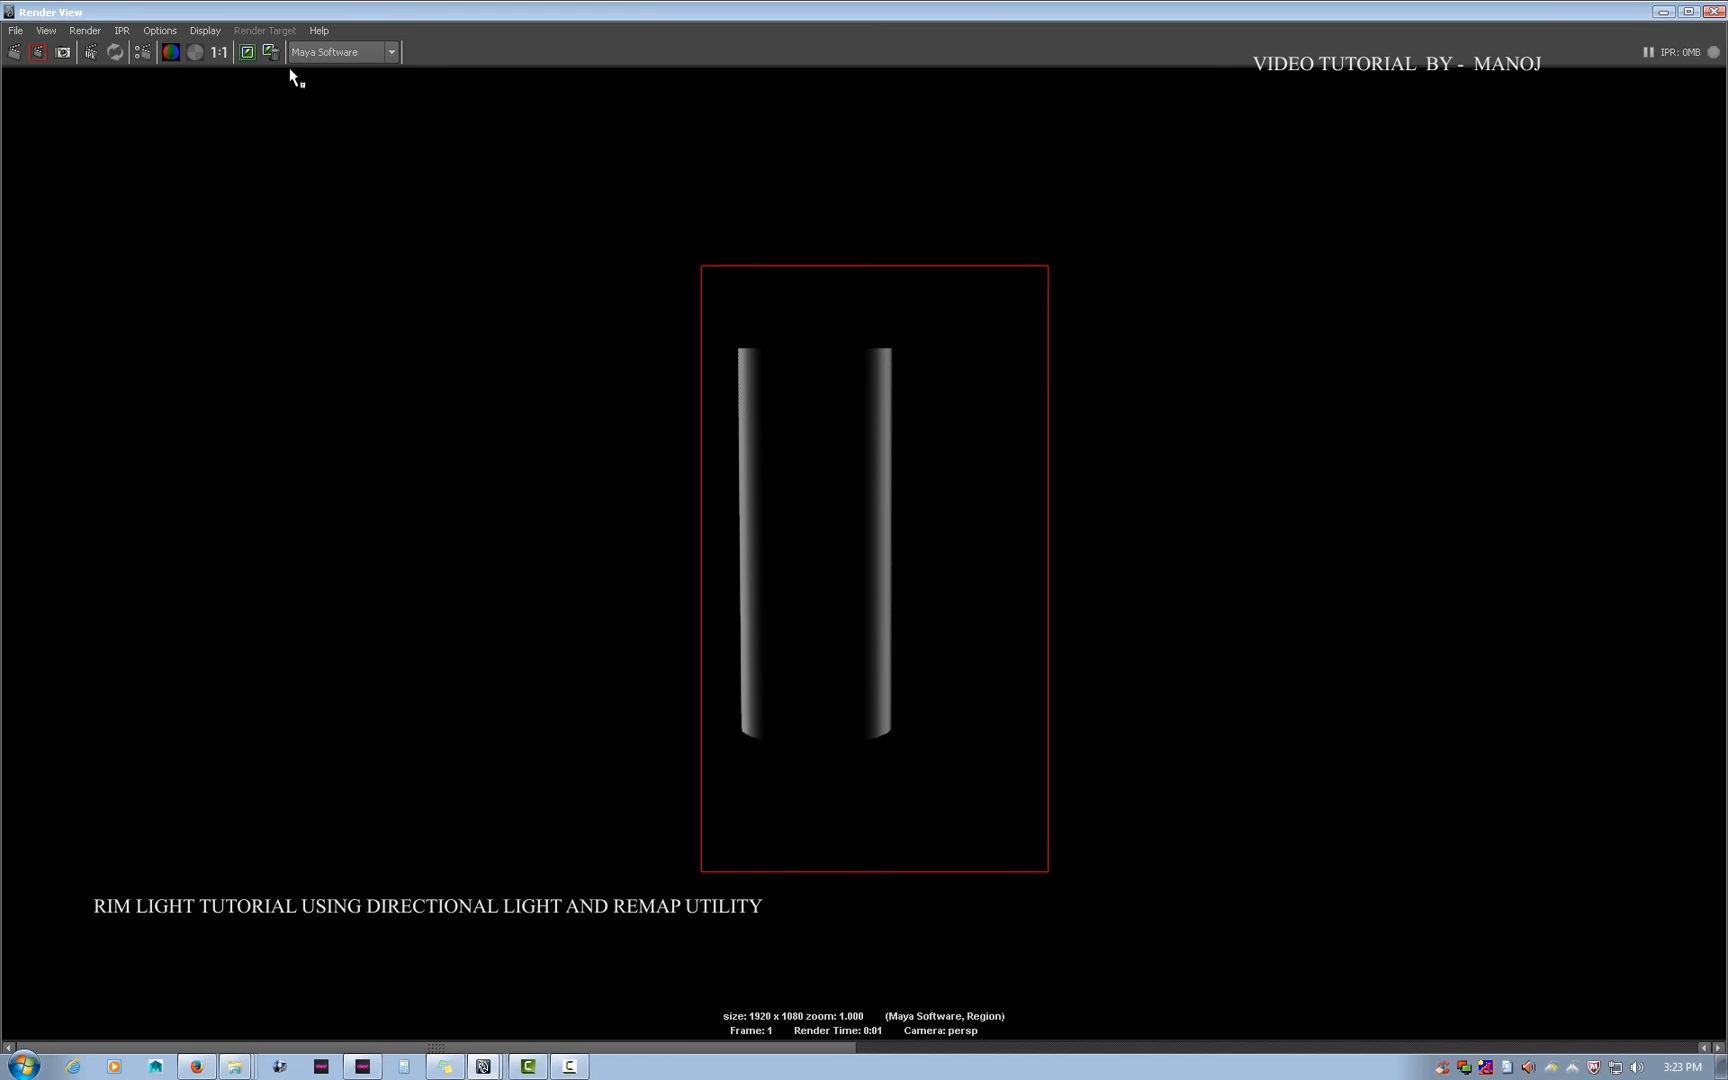 Render View
File View Render IPR Options Display Render Target Help
IPR 1:1 Maya Software IPR: 0MB
VIDEO TUTORIAL BY - MANOJ
RIM LIGHT TUTORIAL USING DIRECTIONAL LIGHT AND REMAP UTILITY
size: 1920 x 1080 zoom: 1.000 (Maya Software, Region)
Frame: 1 Render Time: 0:01 Camera: persp
3:23 PM